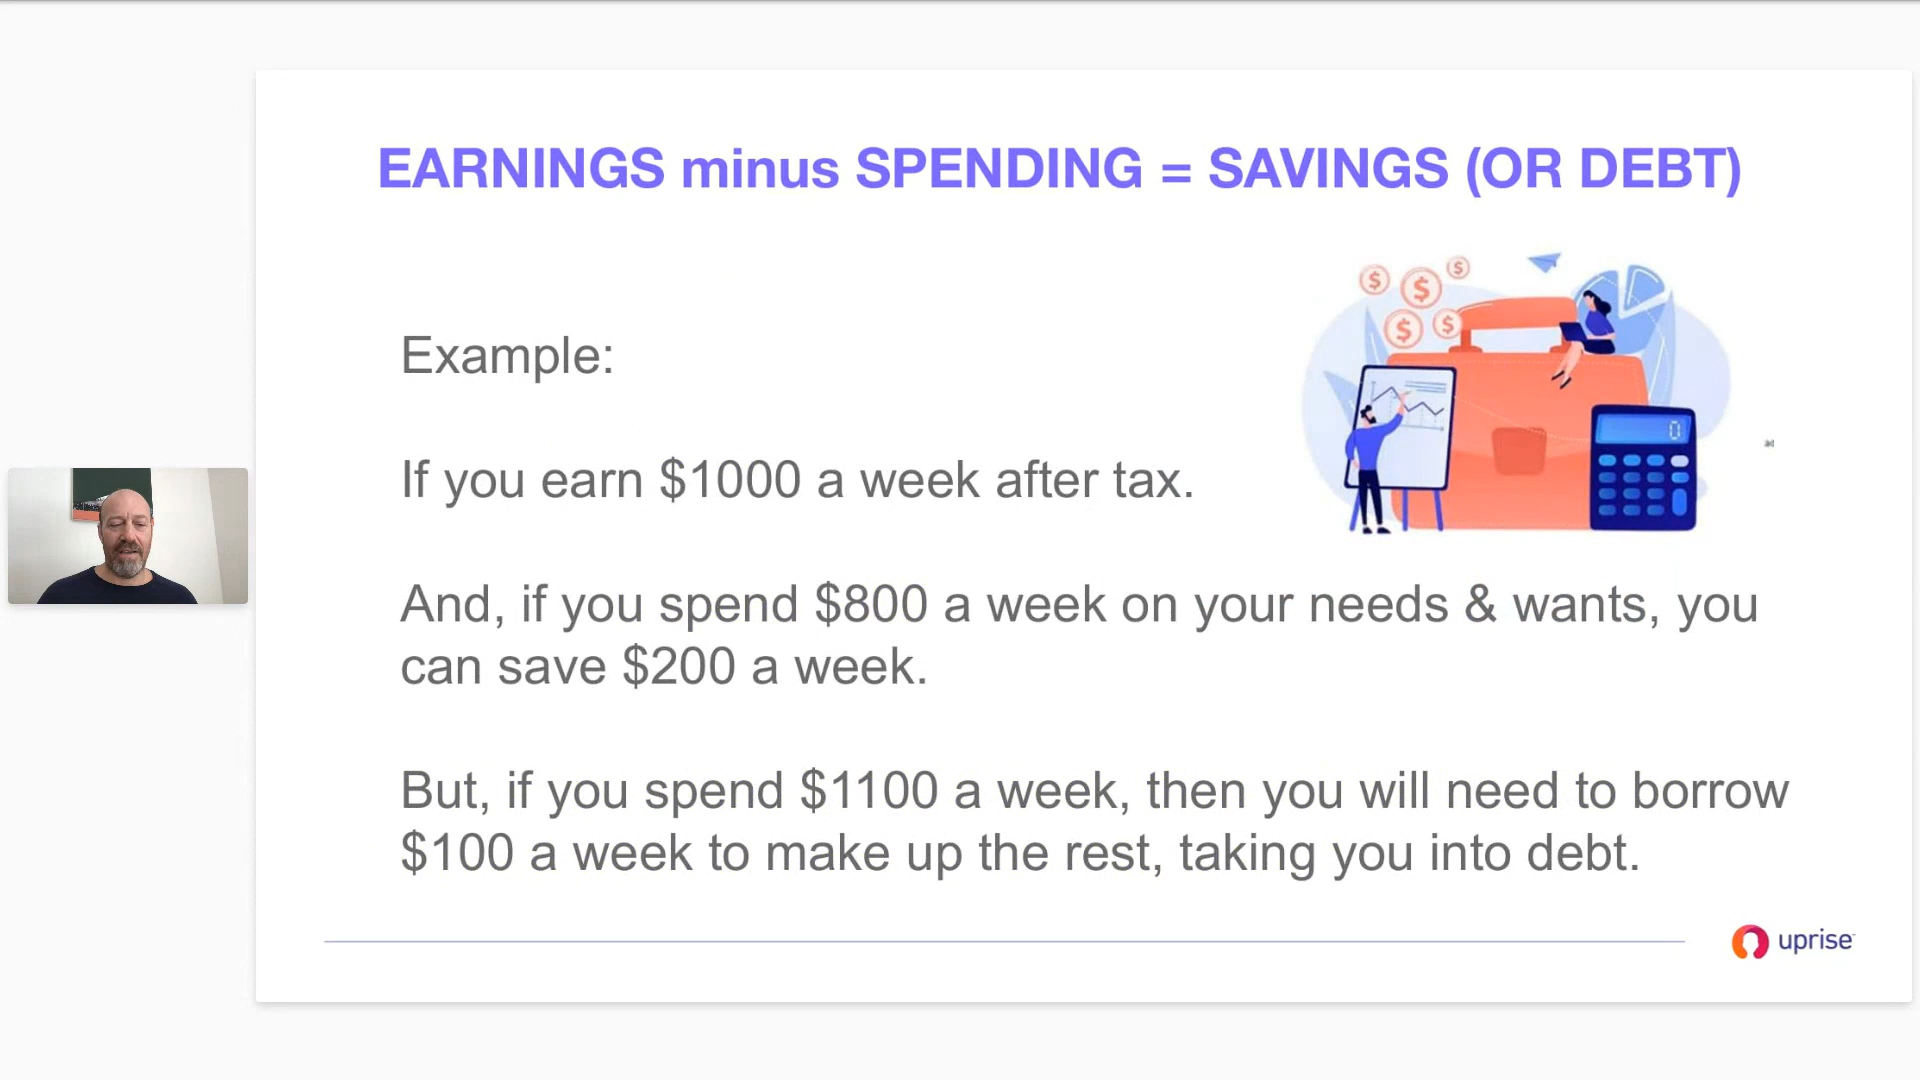 EARNINGS minus SPENDING = SAVINGS (OR DEBT)
Example:
$ $ $
$ $
0
If you earn $1000 a week after tax.
And, if you spend $800 a week on your needs & wants, you
can save $200 a week.
But, if you spend $1100 a week, then you will need to borrow
$100 a week to make up the rest, taking you into debt.
uprise